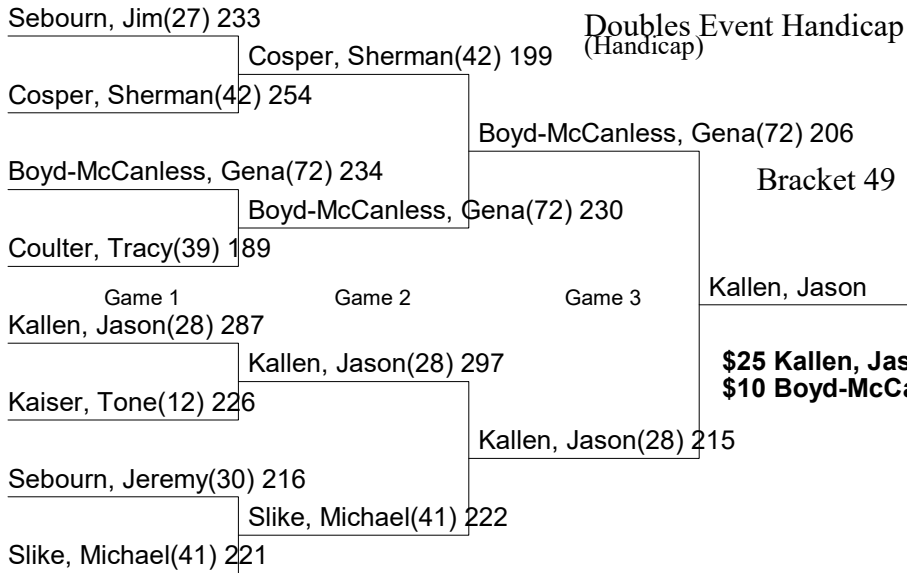 Sebourn, Jim(27) 233
Doubles Event Handicap
(Handicap)
Cosper, Sherman(42) 199
Cosper, Sherman(42) 254
Boyd-McCanless, Gena(72) 206
Boyd-McCanless, Gena(72) 234
Bracket 49
Boyd-McCanless, Gena(72) 230
Coulter, Tracy(39) 189
Game 1 Game 2 Game 3
Kallen, Jason
Kallen, Jason(28) 287
Kallen, Jason(28) 297
$25 Kallen, Jas
$10 Boyd-McCa
Kaiser, Tone(12) 226
Kallen, Jason(28) 215
Sebourn, Jeremy(30) 216
Slike, Michael(41) 222
Slike, Michael(41) 221